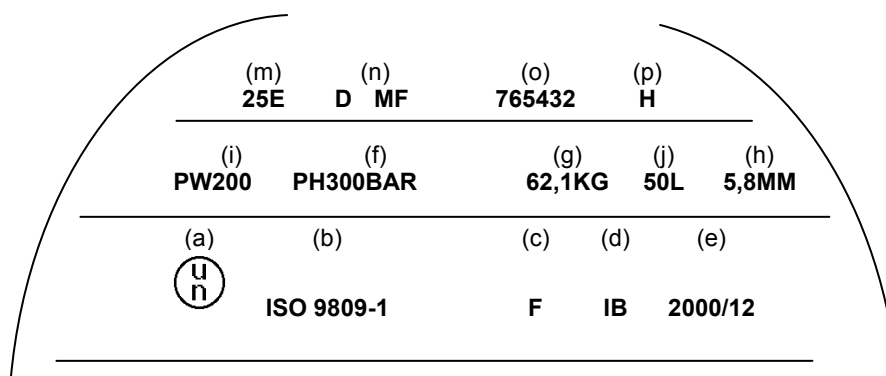 (m) (n) (o) (p)
25E D MF 765432 H
(i) (f) (g) (j) (h)
PW200 PH300BAR 62,1KG 50L 5,8MM
(a) (b) (c) (d) (e)
u
n
ISO 9809-1 F IB 2000/12